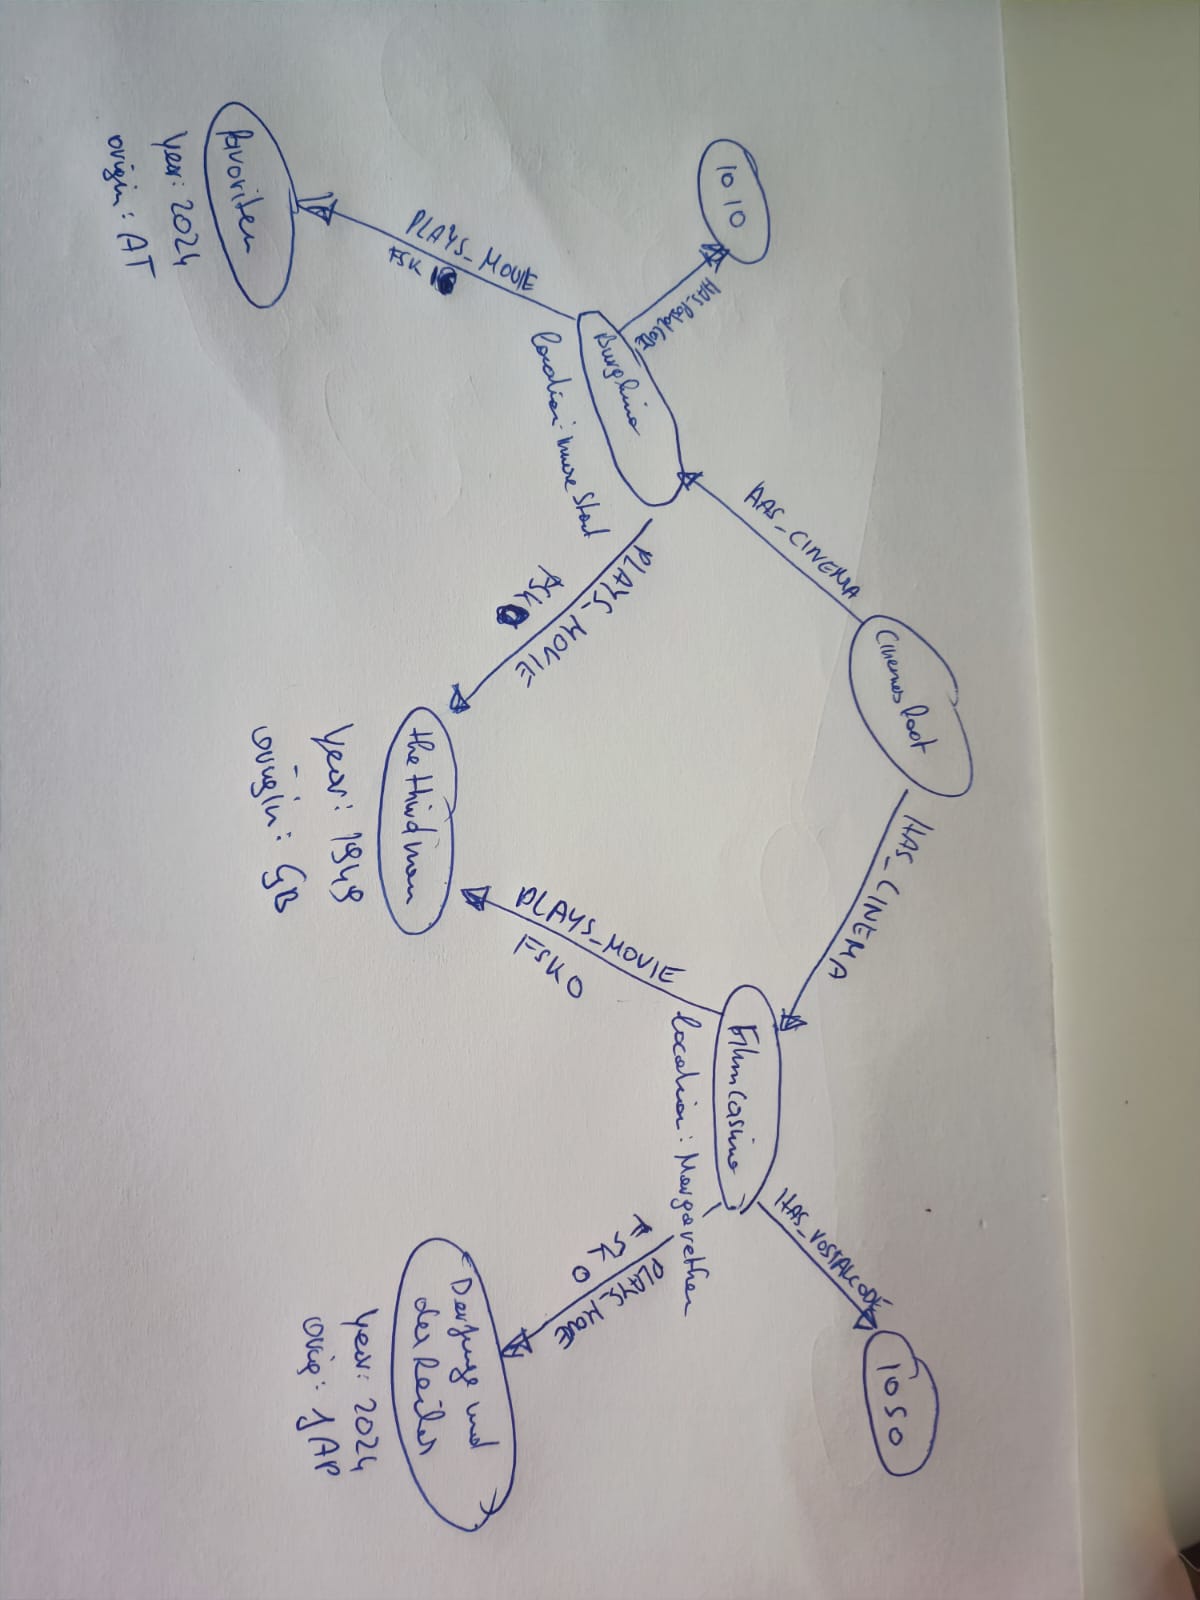 Cinemas Root
HAS_CINEMA
HAS_CINEMA
1050
HAS_POSTALCODE
Filmcasino
location: Margarethen
1010
HAS_PostalCODE
Burgkino
location: Innere Stadt
PLAYS_MOVIE
FSK
PLAYS_MOVIE
FSK 0
PLAYS_MOVIE
FSK 0
PLAYS_MOVIE
FSK
the third man
Year: 1949
origin: GB
Der Junge und
der Reiher
Year: 2024
orig: JAP
Favoriten
Year: 2024
origin: AT